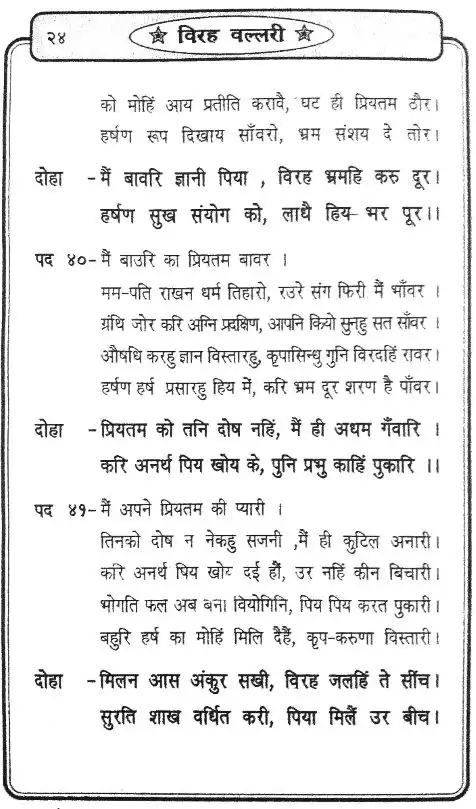 २४
विरह वल्लरी
को मोहिं आय प्रतीति करावै, घट ही प्रियतम ठौर।
हर्षण रूप दिखाय साँवरो, भ्रम संशय दे तोर।
दोहा -मैं बावरि ज्ञानी पिया , विरह भ्रमहि करु दूर।
हर्षण सुख संयोग को, लाधै हिय- भर पूर।।
पद ४०-मैं बाउरि का प्रियतम बावर ।
मम-पति राखन धर्म तिहारो, रउरे संग फिरी मैं भाँवर ।
ग्रंथि जोर करि अग्नि प्रदक्षिण, आपनि कियो सुनहु सत साँवर ।
औषधि करहु ज्ञान विस्तारहु, कृपासिन्धु गुनि विरदहिं रावर।
हर्षण हर्ष प्रसारहु हिय में, करि भ्रम दूर शरण है पाँवर।
दोहा -प्रियतम को तनि दोष नहिं, मैं ही अधम गँवारि ।
करि अनर्थ पिय खोय के, पुनि प्रभु काहिं पुकारि ।।
पद ४१-मैं अपने प्रियतम की प्यारी ।
तिनको दोष न नेकहु सजनी ,मैं ही कुटिल अनारी।
करि अनर्थ पिय खोय दई हौं, उर नहिं कीन बिचारी।
भोगति फल अब बना वियोगिनि, पिय पिय करत पुकारी।
बहुरि हर्ष का मोहिं मिलि दैहैं, कृप-करुणा विस्तारी।
दोहा -मिलन आस अंकुर सखी, विरह जलहिं ते सींच।
सुरति शाख वर्धित करी, पिया मिलैं उर बीच।